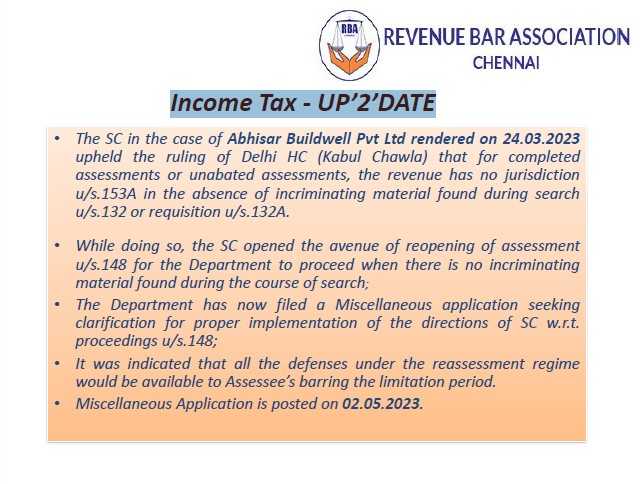 RBA
REVENUE BAR ASSOCIATION
CHENNAI
Income Tax - UP’2’DATE
• The SC in the case of Abhisar Buildwell Pvt Ltd rendered on 24.03.2023
upheld the ruling of Delhi HC (Kabul Chawla) that for completed
assessments or unabated assessments, the revenue has no jurisdiction
u/s.153A in the absence of incriminating material found during search
u/s.132 or requisition u/s.132A.
• While doing so, the SC opened the avenue of reopening of assessment
u/s.148 for the Department to proceed when there is no incriminating
material found during the course of search;
• The Department has now filed a Miscellaneous application seeking
clarification for proper implementation of the directions of SC w.r.t.
proceedings u/s.148;
• It was indicated that all the defenses under the reassessment regime
would be available to Assessee’s barring the limitation period.
• Miscellaneous Application is posted on 02.05.2023.